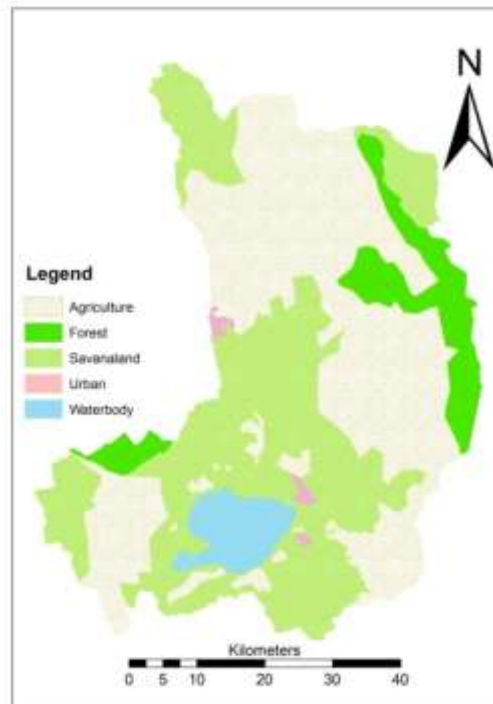 N
Legend
Agriculture
Forest
Savanaland
Urban
Waterbody
Kilometers
0 5 10 20 30 40